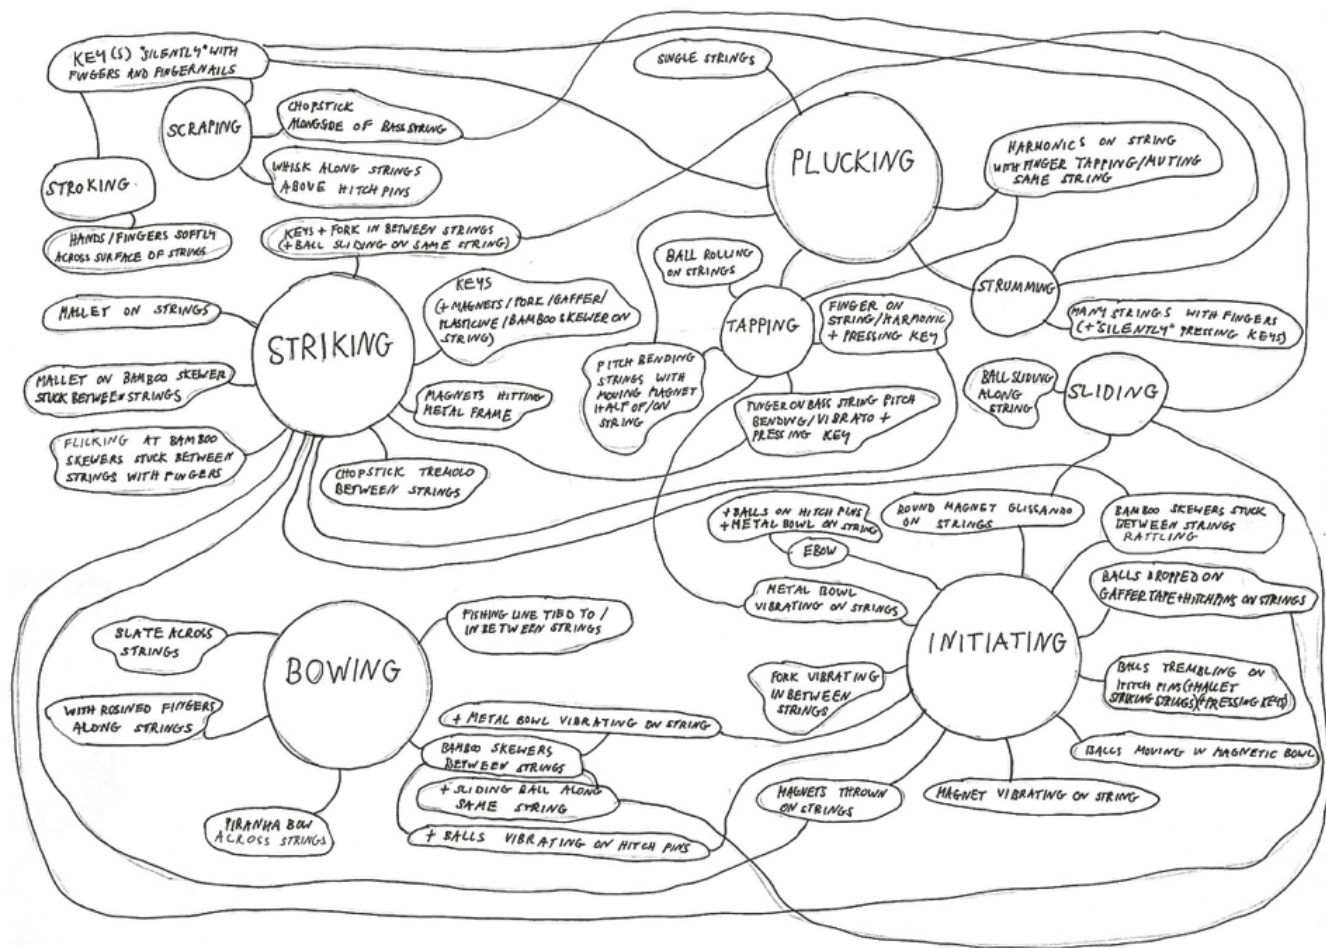 KEY(S) "SILENTLY" WITH
FINGERS AND FINGERNAILS
SCRAPING
CHOPSTICK
ALONGSIDE OF BASS STRING
WHISK ALONG STRINGS
ABOVE HITCH PINS
STROKING
HANDS/FINGERS SOFTLY
ACROSS SURFACE OF STRINGS
SINGLE STRINGS
PLUCKING
HARMONICS ON STRING
WITH FINGER TAPPING/MUTING
SAME STRING
KEYS + FORK IN BETWEEN STRINGS
(+ BALL SLIDING ON SAME STRING)
MALLET ON STRINGS
STRIKING
KEYS
(+ MAGNETS/FORK/GAFFER/
PLASTICINE/BAMBOO SKEWER ON
STRING)
MALLET ON BAMBOO SKEWER
STUCK BETWEEN STRINGS
MAGNETS HITTING
METAL FRAME
FLICKING AT BAMBOO
SKEWERS STUCK BETWEEN
STRINGS WITH FINGERS
CHOPSTICK TREMOLO
BETWEEN STRINGS
BALL ROLLING
ON STRINGS
TAPPING
FINGER ON
STRING/HARMONIC
+ PRESSING KEY
PITCH BENDING
STRINGS WITH
MOVING MAGNET
HALF OF/ON
STRING
FINGER ON BASS STRING PITCH
BENDING/VIBRATO +
PRESSING KEY
STRUMMING
MANY STRINGS WITH FINGERS
(+ "SILENTLY" PRESSING KEYS)
BALL SLIDING
ALONG
STRING
SLIDING
+ BALLS ON HITCH PINS
+ METAL BOWL ON STRING
EBOW
ROUND MAGNET GLISSANDO
ON STRINGS
BAMBOO SKEWERS STUCK
BETWEEN STRINGS
RATTLING
METAL BOWL
VIBRATING ON STRINGS
BALLS DROPPED ON
GAFFER TAPE + HITCH PINS ON STRINGS
INITIATING
FORK VIBRATING
IN BETWEEN
STRINGS
BALLS TREMBLING ON
HITCH PINS (+ MALLET
STRIKING STRINGS)(+ PRESSING KEYS)
BALLS MOVING IN MAGNETIC BOWL
MAGNETS THROWN
ON STRINGS
MAGNET VIBRATING ON STRING
SLATE ACROSS
STRINGS
BOWING
FISHING LINE TIED TO/
IN BETWEEN STRINGS
WITH ROSINED FINGERS
ALONG STRINGS
+ METAL BOWL VIBRATING ON STRING
BAMBOO SKEWERS
BETWEEN STRINGS
+ SLIDING BALL ALONG
SAME STRING
PIRANHA BOW
ACROSS STRINGS
+ BALLS VIBRATING ON HITCH PINS